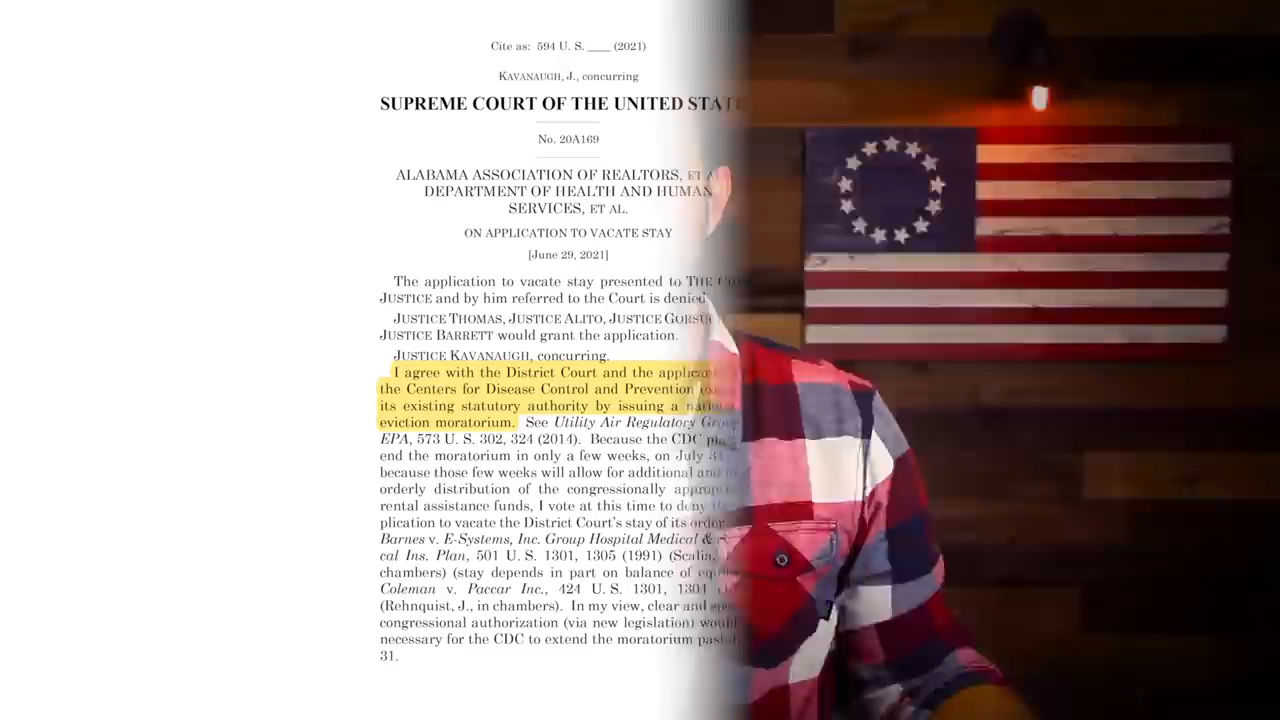 Cite as: 594 U. S. ____ (2021)
KAVANAUGH, J., concurring
SUPREME COURT OF THE UNITED
No. 20A169
ALABAMA ASSOCIATION OF REALTORS, ET
DEPARTMENT OF HEALTH AND HUMAN
SERVICES, ET AL.
ON APPLICATION TO VACATE STAY
[June 29, 2021]
The application to vacate stay presented to THE
JUSTICE and by him referred to the Court is denied.
JUSTICE THOMAS, JUSTICE ALITO, JUSTICE
JUSTICE BARRETT would grant the application.
JUSTICE KAVANAUGH, concurring.
I agree with the District Court and the
the Centers for Disease Control and Prevention
its existing statutory authority by issuing a
eviction moratorium. See Utility Air Regulatory
EPA, 573 U. S. 302, 324 (2014). Because the CDC
end the moratorium in only a few weeks, on July
because those few weeks will allow for additional and
orderly distribution of the congressionally
rental assistance funds, I vote at this time to deny
plication to vacate the District Court's stay of its order.
Barnes v. E-Systems, Inc. Group Hospital Medical &
cal Ins. Plan, 501 U. S. 1301, 1305 (1991) (Scalia,
chambers) (stay depends in part on balance of
Coleman v. Paccar Inc., 424 U. S. 1301, 1304
(Rehnquist, J., in chambers). In my view, clear and
congressional authorization (via new legislation) would
necessary for the CDC to extend the moratorium past
31.